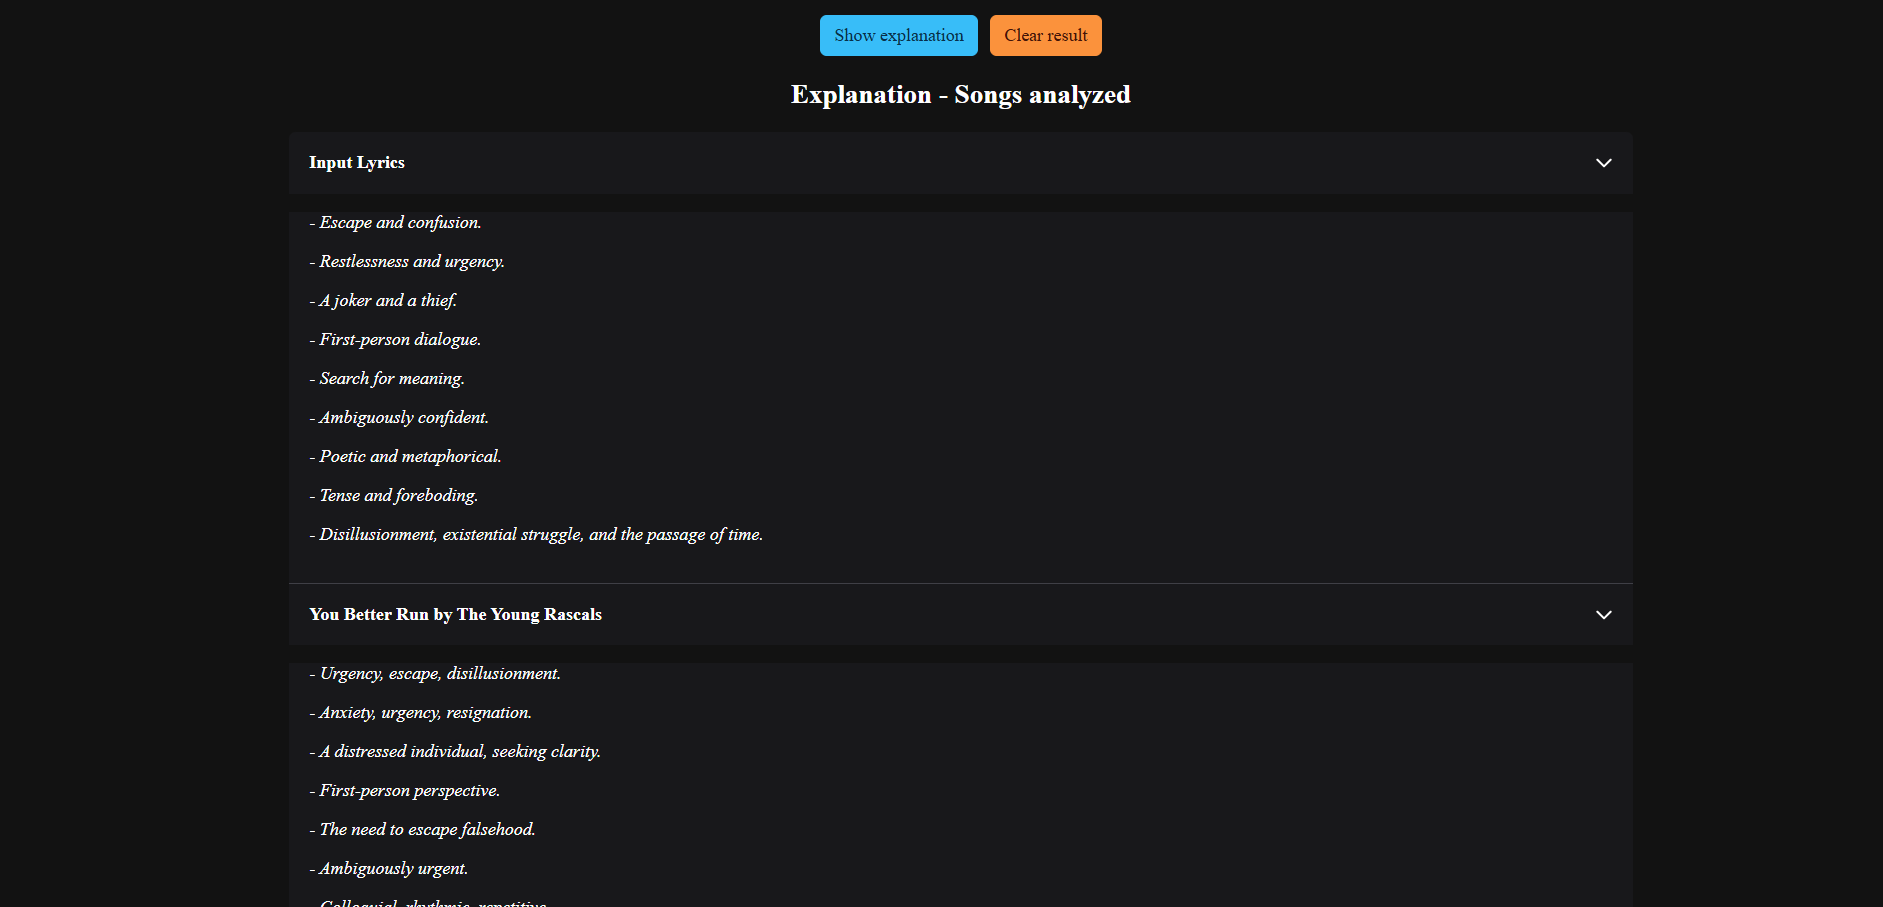 Show explanation
Clear result
Explanation - Songs analyzed
Input Lyrics
- Escape and confusion.
- Restlessness and urgency.
- A joker and a thief.
- First-person dialogue.
- Search for meaning.
- Ambiguously confident.
- Poetic and metaphorical.
- Tense and foreboding.
- Disillusionment, existential struggle, and the passage of time.
You Better Run by The Young Rascals
- Urgency, escape, disillusionment.
- Anxiety, urgency, resignation.
- A distressed individual, seeking clarity.
- First-person perspective.
- The need to escape falsehood.
- Ambiguously urgent.
- Colloquial, rhythmic, repetitive.